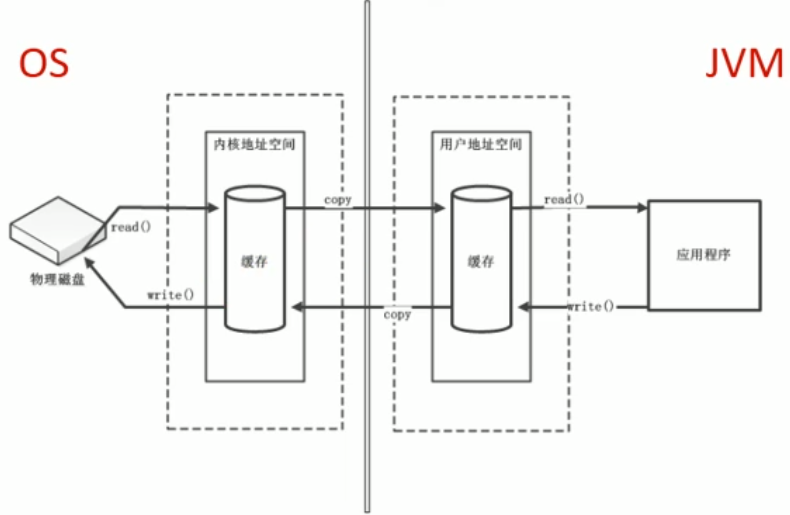 OS
JVM
内核地址空间
用户地址空间
copy
read()
read()
缓存
缓存
应用程序
物理磁盘
write()
copy
write()